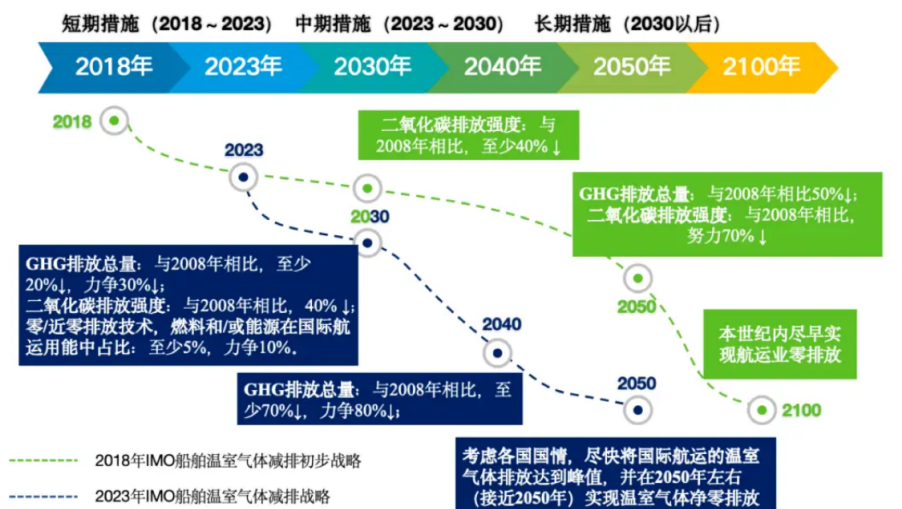 短期措施（2018～2023） 中期措施（2023～2030） 长期措施（2030以后）
2018年 2023年 2030年 2040年 2050年 2100年
2018
二氧化碳排放强度：与
2008年相比，至少40%↓
2023
GHG排放总量：与2008年相比50%↓；
二氧化碳排放强度：与2008年相比，
努力70%↓
2030
GHG排放总量：与2008年相比，至少
20%↓，力争30%↓；
二氧化碳排放强度：与2008年相比，40%↓；
零/近零排放技术，燃料和/或能源在国际航
运用能中占比：至少5%，力争10%。
2050
2040
本世纪内尽早实
现航运业零排放
GHG排放总量：与2008年相比，至
少70%↓，力争80%↓；
2050
2100
考虑各国国情，尽快将国际航运的温室
气体排放达到峰值，并在2050年左右
（接近2050年）实现温室气体净零排放
2018年IMO船舶温室气体减排初步战略
2023年IMO船舶温室气体减排战略